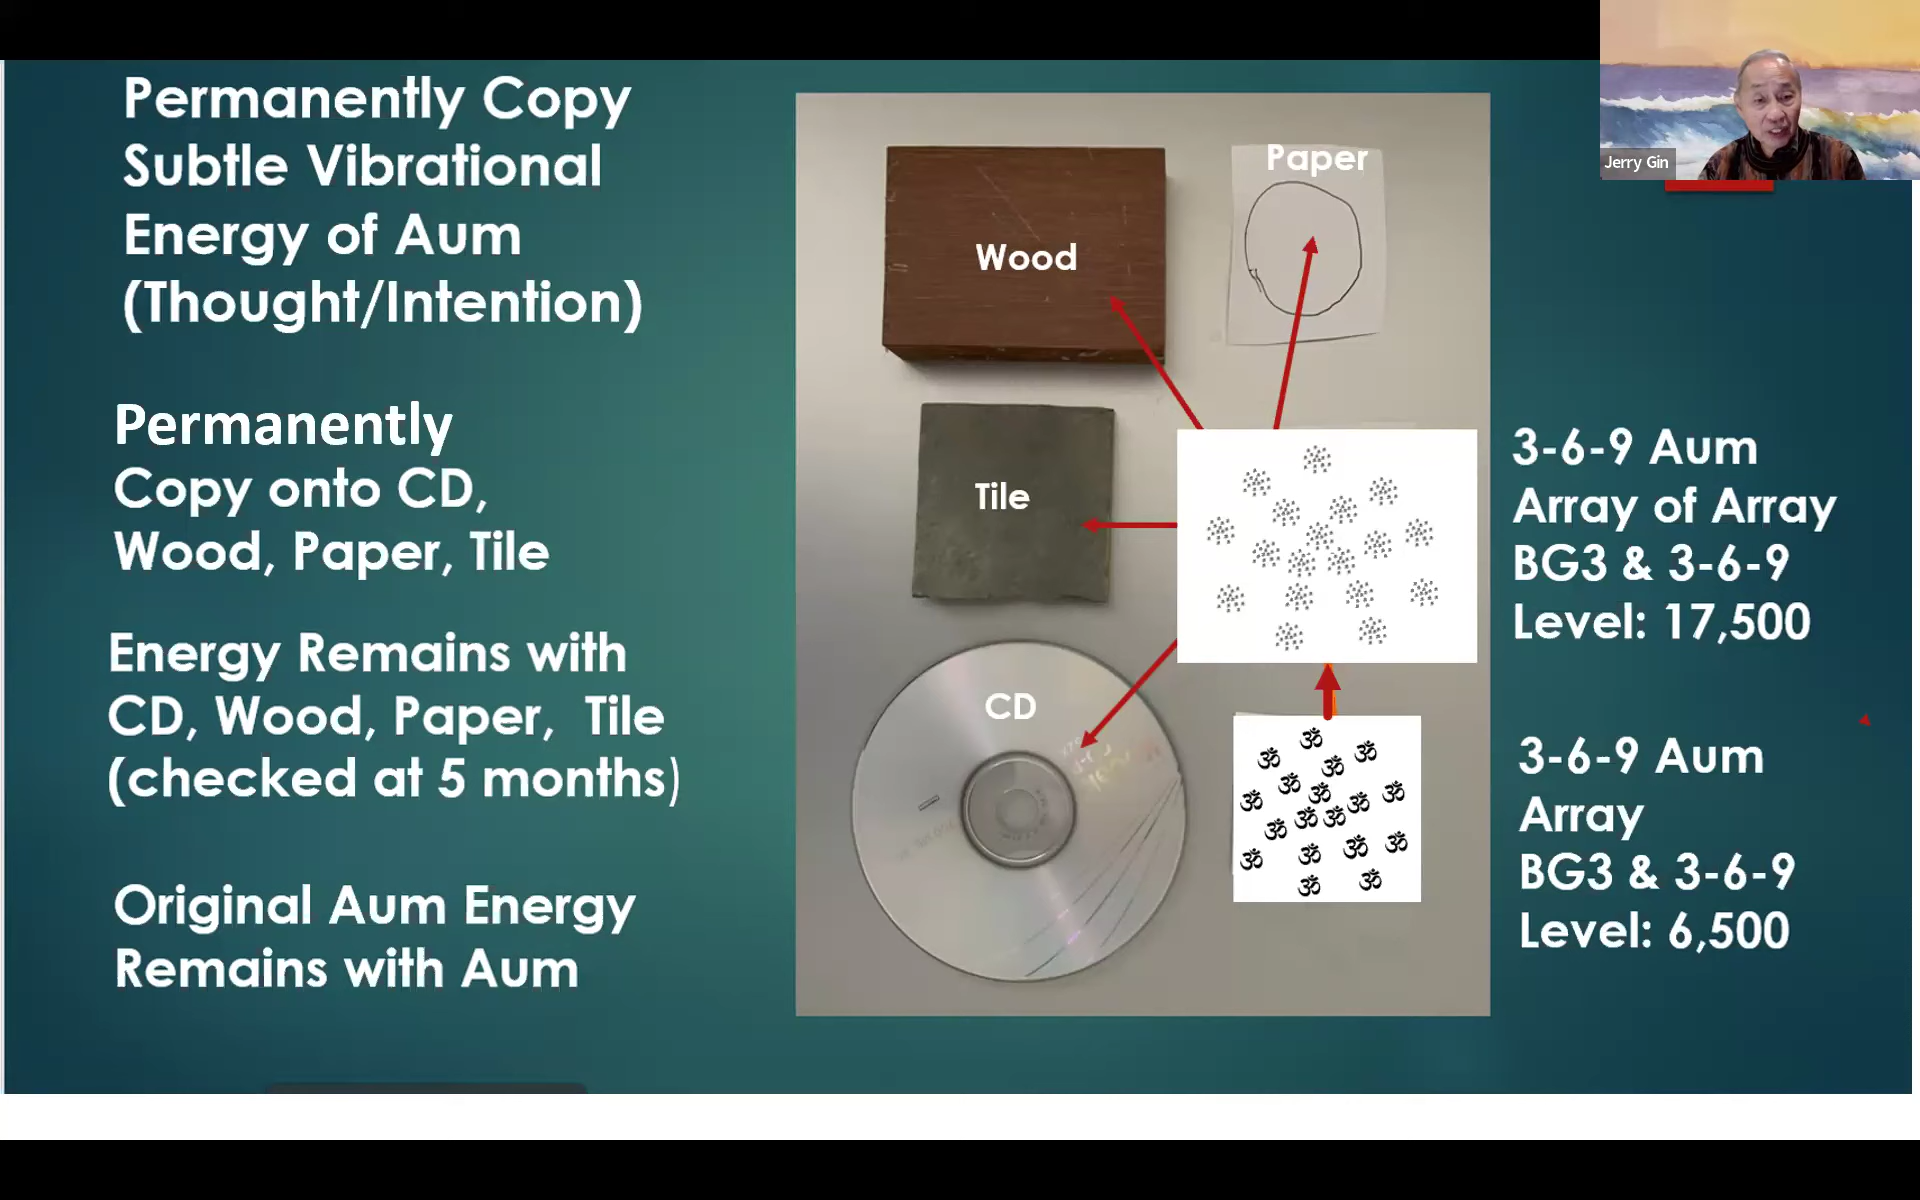 Permanently Copy
Subtle Vibrational
Energy of Aum
(Thought/Intention)
Permanently
Copy onto CD,
Wood, Paper, Tile
Energy Remains with
CD, Wood, Paper, Tile
(checked at 5 months)
Original Aum Energy
Remains with Aum
Wood
Paper
Tile
CD
ॐ ॐ ॐ
ॐ ॐ
ॐ ॐ ॐ ॐ
ॐ ॐ ॐ
ॐ ॐ ॐ ॐ
ॐ ॐ
3-6-9 Aum
Array of Array
BG3 & 3-6-9
Level: 17,500
3-6-9 Aum
Array
BG3 & 3-6-9
Level: 6,500
Jerry Gin